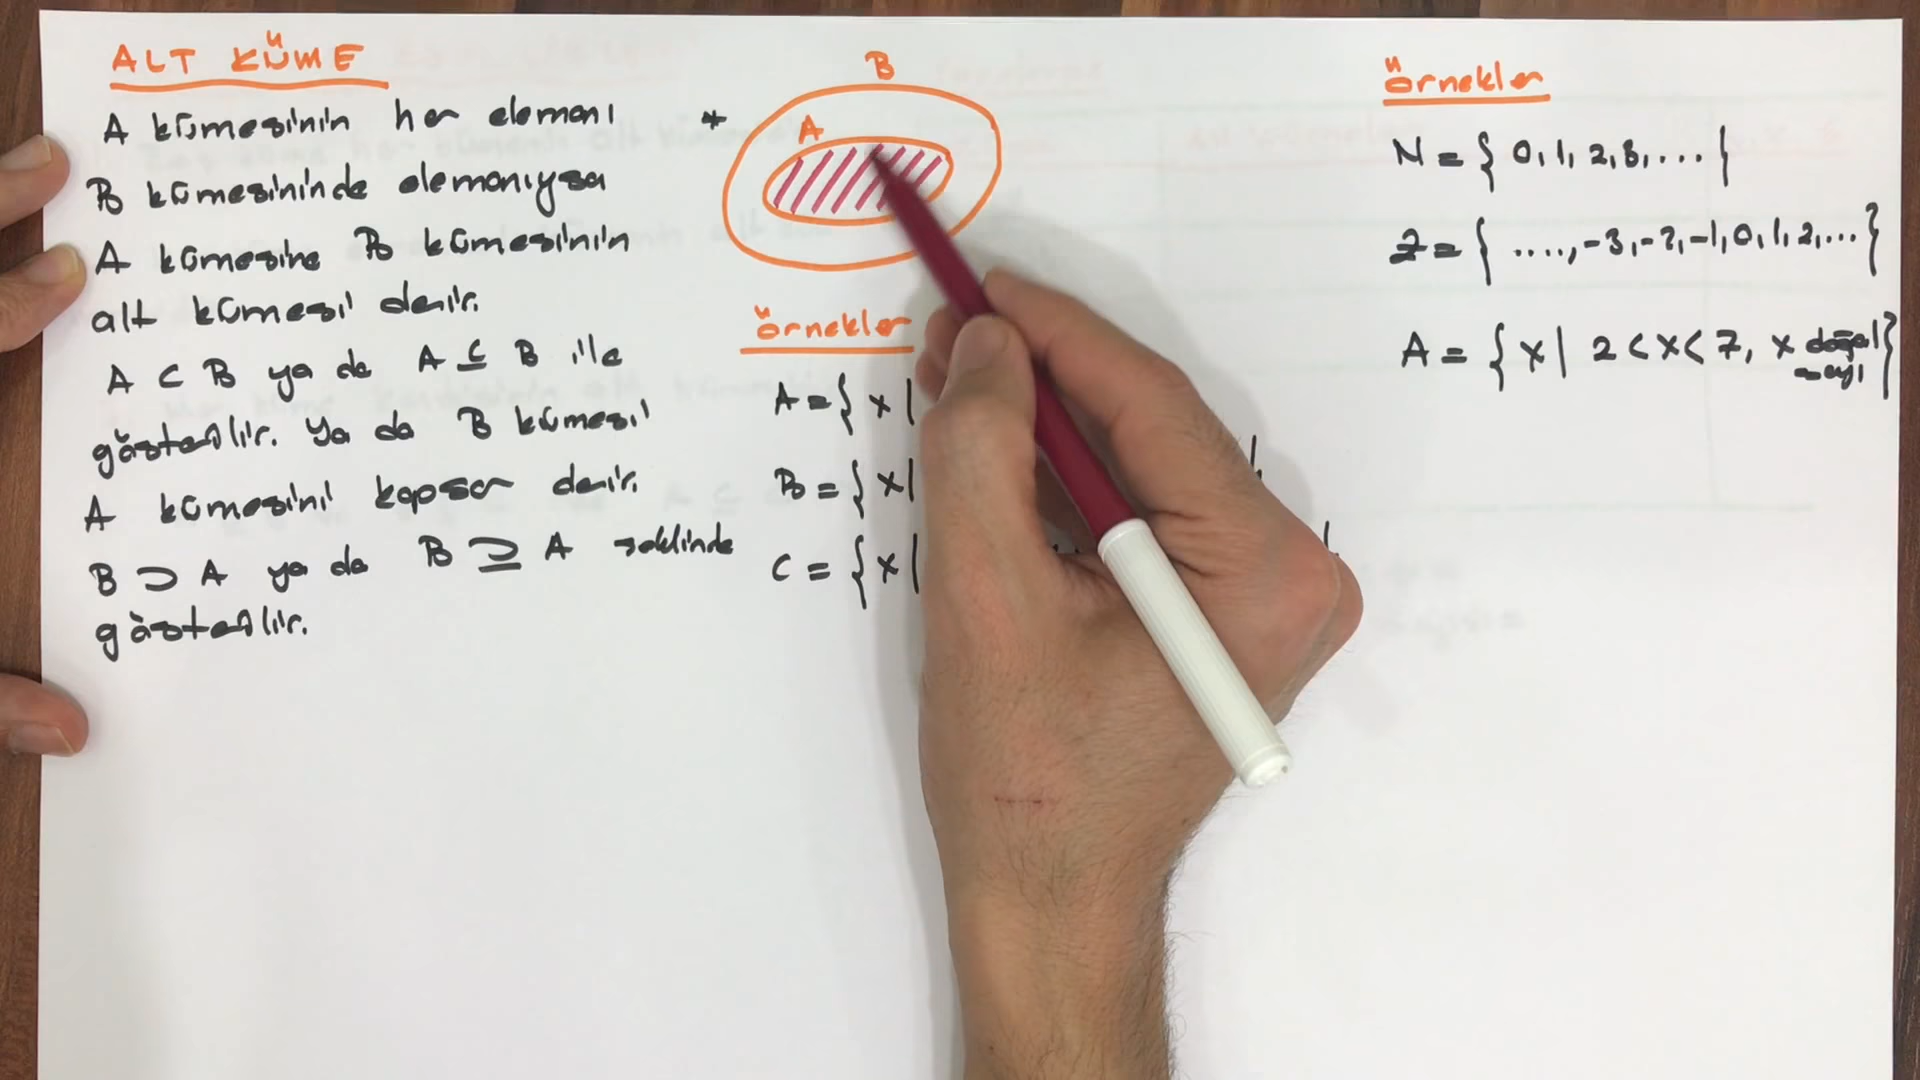 ALT KÜME
A kümesinin her elemanı
B kümesininde elemanıysa
A kümesine B kümesinin
alt kümesi denir.
A ⊂ B ya da A ⊆ B ile
gösterilir. Ya da B kümesi
A kümesini kapsar denir.
B ⊃ A ya da B ⊇ A şeklinde
gösterilir.
*
B
A
örnekler
A = { x |
B = { x |
C = { x |
örnekler
N = { 0, 1, 2, 3, ... }
Z = { ...., -3, -2, -1, 0, 1, 2, ... }
A = { x | 2 < x < 7, x doğal sayı }